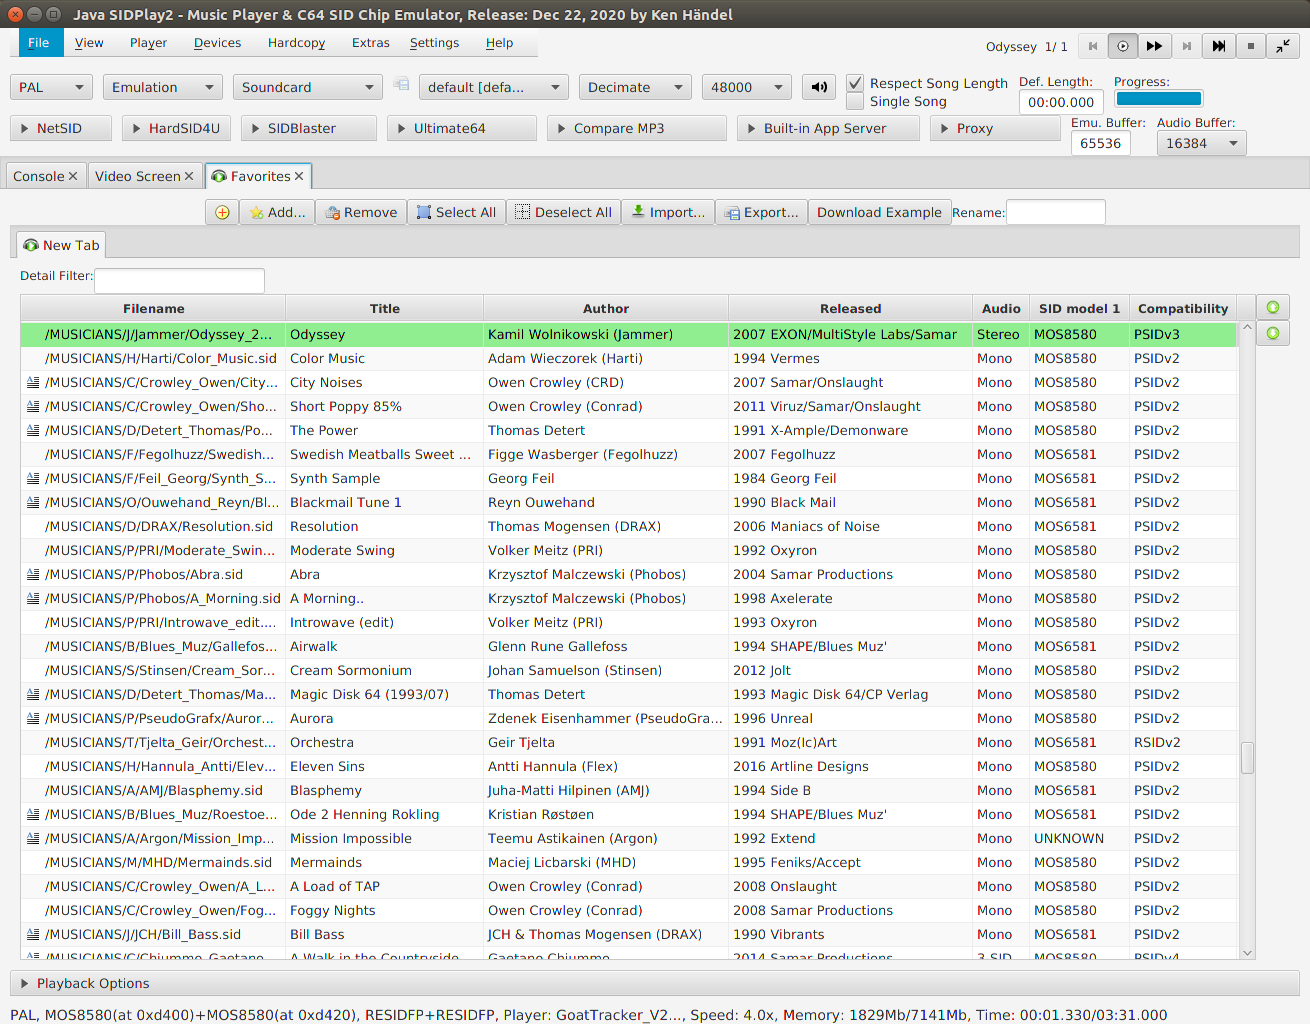 Java SIDPlay2 - Music Player & C64 SID Chip Emulator, Release: Dec 22, 2020 by Ken Händel
File View Player Devices Hardcopy Extras Settings Help Odyssey 1/ 1
PAL Emulation Soundcard default [defa... Decimate 48000 Respect Song Length Def. Length: Progress:
Single Song 00:00.000
NetSID HardSID4U SIDBlaster Ultimate64 Compare MP3 Built-in App Server Proxy Emu. Buffer: Audio Buffer:
65536 16384
Console Video Screen Favorites
Add... Remove Select All Deselect All Import... Export... Download Example Rename:
New Tab
Detail Filter:
Filename Title Author Released Audio SID model 1 Compatibility
/MUSICIANS/J/Jammer/Odyssey_2... Odyssey Kamil Wolnikowski (Jammer) 2007 EXON/MultiStyle Labs/Samar Stereo MOS8580 PSIDv3
/MUSICIANS/H/Harti/Color_Music.sid Color Music Adam Wieczorek (Harti) 1994 Vermes Mono MOS8580 PSIDv2
/MUSICIANS/C/Crowley_Owen/City... City Noises Owen Crowley (CRD) 2007 Samar/Onslaught Mono MOS8580 PSIDv2
/MUSICIANS/C/Crowley_Owen/Sho... Short Poppy 85% Owen Crowley (Conrad) 2011 Viruz/Samar/Onslaught Mono MOS8580 PSIDv2
/MUSICIANS/D/Detert_Thomas/Po... The Power Thomas Detert 1991 X-Ample/Demonware Mono MOS8580 PSIDv2
/MUSICIANS/F/Fegolhuzz/Swedish... Swedish Meatballs Sweet ... Figge Wasberger (Fegolhuzz) 2007 Fegolhuzz Mono MOS6581 PSIDv2
/MUSICIANS/F/Feil_Georg/Synth_S... Synth Sample Georg Feil 1984 Georg Feil Mono MOS6581 PSIDv2
/MUSICIANS/O/Ouwehand_Reyn/Bl... Blackmail Tune 1 Reyn Ouwehand 1990 Black Mail Mono MOS6581 PSIDv2
/MUSICIANS/D/DRAX/Resolution.sid Resolution Thomas Mogensen (DRAX) 2006 Maniacs of Noise Mono MOS6581 PSIDv2
/MUSICIANS/P/PRI/Moderate_Swin... Moderate Swing Volker Meitz (PRI) 1992 Oxyron Mono MOS8580 PSIDv2
/MUSICIANS/P/Phobos/Abra.sid Abra Krzysztof Malczewski (Phobos) 2004 Samar Productions Mono MOS8580 PSIDv2
/MUSICIANS/P/Phobos/A_Morning.sid A Morning.. Krzysztof Malczewski (Phobos) 1998 Axelerate Mono MOS8580 PSIDv2
/MUSICIANS/P/PRI/Introwave_edit.... Introwave (edit) Volker Meitz (PRI) 1993 Oxyron Mono MOS8580 PSIDv2
/MUSICIANS/B/Blues_Muz/Gallefos... Airwalk Glenn Rune Gallefoss 1994 SHAPE/Blues Muz' Mono MOS6581 PSIDv2
/MUSICIANS/S/Stinsen/Cream_Sor... Cream Sormonium Johan Samuelson (Stinsen) 2012 Jolt Mono MOS8580 PSIDv2
/MUSICIANS/D/Detert_Thomas/Ma... Magic Disk 64 (1993/07) Thomas Detert 1993 Magic Disk 64/CP Verlag Mono MOS8580 PSIDv2
/MUSICIANS/P/PseudoGrafx/Auror... Aurora Zdenek Eisenhammer (PseudoGra... 1996 Unreal Mono MOS8580 PSIDv2
/MUSICIANS/T/Tjelta_Geir/Orchest... Orchestra Geir Tjelta 1991 Moz(Ic)Art Mono MOS6581 RSIDv2
/MUSICIANS/H/Hannula_Antti/Elev... Eleven Sins Antti Hannula (Flex) 2016 Artline Designs Mono MOS8580 PSIDv2
/MUSICIANS/A/AMJ/Blasphemy.sid Blasphemy Juha-Matti Hilpinen (AMJ) 1994 Side B Mono MOS6581 PSIDv2
/MUSICIANS/B/Blues_Muz/Roestoe... Ode 2 Henning Rokling Kristian Røstøen 1994 SHAPE/Blues Muz' Mono MOS6581 PSIDv2
/MUSICIANS/A/Argon/Mission_Imp... Mission Impossible Teemu Astikainen (Argon) 1992 Extend Mono UNKNOWN PSIDv2
/MUSICIANS/M/MHD/Mermainds.sid Mermainds Maciej Licbarski (MHD) 1995 Feniks/Accept Mono MOS8580 PSIDv2
/MUSICIANS/C/Crowley_Owen/A_L... A Load of TAP Owen Crowley (Conrad) 2008 Onslaught Mono MOS8580 PSIDv2
/MUSICIANS/C/Crowley_Owen/Fog... Foggy Nights Owen Crowley (Conrad) 2008 Samar Productions Mono MOS8580 PSIDv2
/MUSICIANS/J/JCH/Bill_Bass.sid Bill Bass JCH & Thomas Mogensen (DRAX) 1990 Vibrants Mono MOS6581 PSIDv2
/MUSICIANS/C/Chiummo_Gaetano... A Walk in the Countryside Gaetano Chiummo 2014 Samar Productions 3-SID MOS8580 PSIDv4
Playback Options
PAL, MOS8580(at 0xd400)+MOS8580(at 0xd420), RESIDFP+RESIDFP, Player: GoatTracker_V2..., Speed: 4.0x, Memory: 1829Mb/7141Mb, Time: 00:01.330/03:31.000